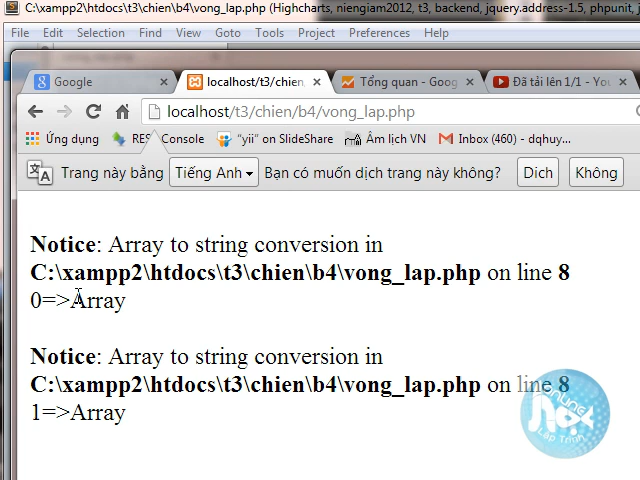 C:\xampp2\htdocs\t3\chien\b4\vong_lap.php (Highcharts, niengiam2012, t3, backend, jquery.address-1.5, phpunit, j
File Edit Selection Find View Goto Tools Project Preferences Help
Google localhost/t3/chien, Tổng quan - Goog Đã tải lên 1/1 - You
localhost/t3/chien/b4/vong_lap.php
Ứng dụng Console "yii" on SlideShare Âm lịch VN Inbox (460) - dqhuy...
Trang này bằng Tiếng Anh Bạn có muốn dịch trang này không? Dịch Không
Notice: Array to string conversion in
C:\xampp2\htdocs\t3\chien\b4\vong_lap.php on line 8
0=>Array
Notice: Array to string conversion in
C:\xampp2\htdocs\t3\chien\b4\vong_lap.php on line 8
1=>Array
Online
Học
Lập Trình